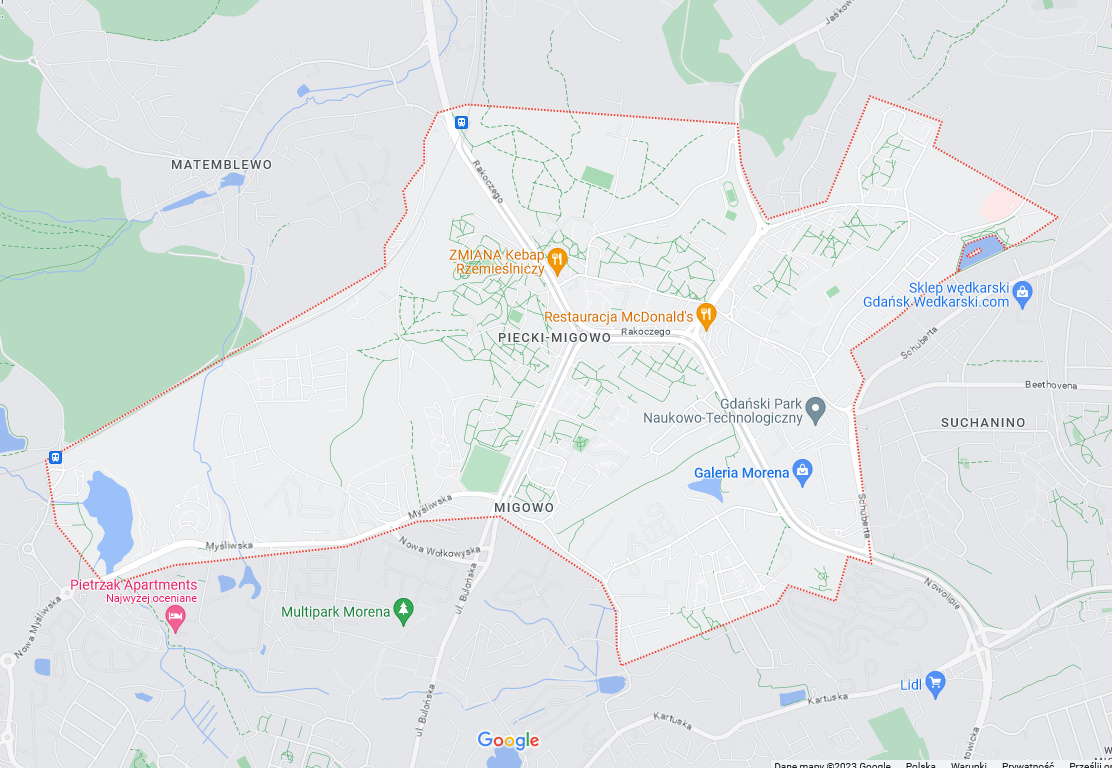 Jaśkowa
MATEMBLEWO
Rakoczego
ZMIANA Kebap
Rzemieślniczy
Sklep wędkarski
Gdańsk Wedkarski.com
Restauracja McDonald's
Rakoczego
PIECKI-MIGOWO
Schuberta
Beethovena
Gdański Park
Naukowo-Technologiczny
SUCHANINO
Galeria Morena
Myśliwska
MIGOWO
Schuberta
Myśliwska
Nowa Wołkowyska
Pietrzak Apartments
Najwyżej oceniane
ul. Bulońska
Nowolipie
Multipark Morena
Nowa Myśliwska
Lidl
Kartuska
ul. Bulońska
Kartuska
Google
Dane mapy ©2023 Google Polska Warunki Prywatność